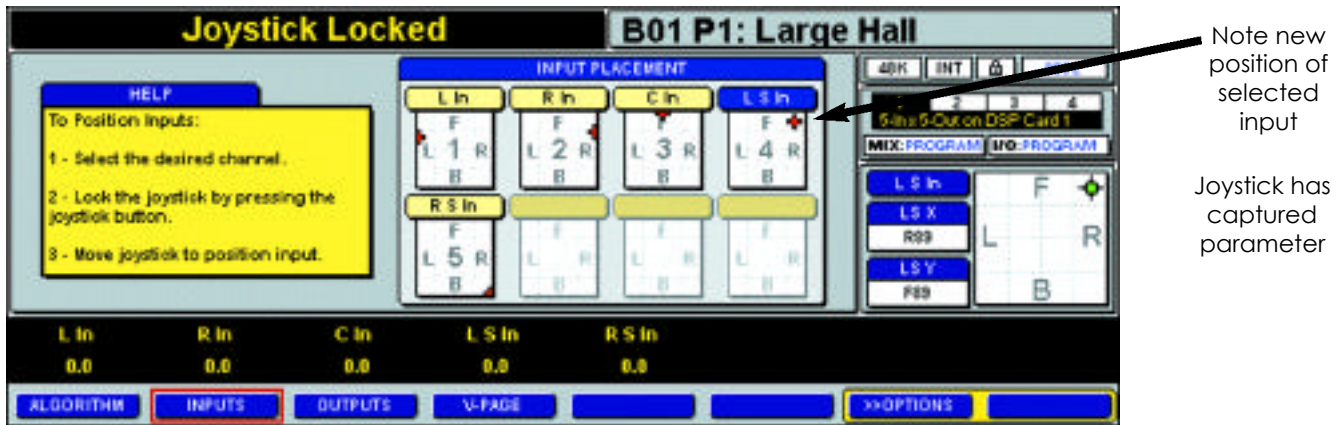 Joystick Locked
B01 P1: Large Hall
INPUT PLACEMENT
HELP
To Position Inputs:
1 - Select the desired channel.
2 - Lock the joystick by pressing the
joystick button.
3 - Move joystick to position input.
L In
R In
C In
L S In
F
L 1 R
B
F
L 2 R
B
F
L 3 R
B
F
L 4 R
B
R S In
F
L 5 R
B
F
L R
B
F
L R
B
F
L R
B
48K
INT
2
3
4
5-In x 5-Out on DSP Card 1
MIX: PROGRAM
I/O: PROGRAM
L S In
LS X
R89
LS Y
F89
F
L
R
B
L In
R In
C In
L S In
R S In
0.0
0.0
0.0
0.0
0.0
ALGORITHM
INPUTS
OUTPUTS
V-PAGE
>>OPTIONS
Note new
position of
selected
input
Joystick has
captured
parameter